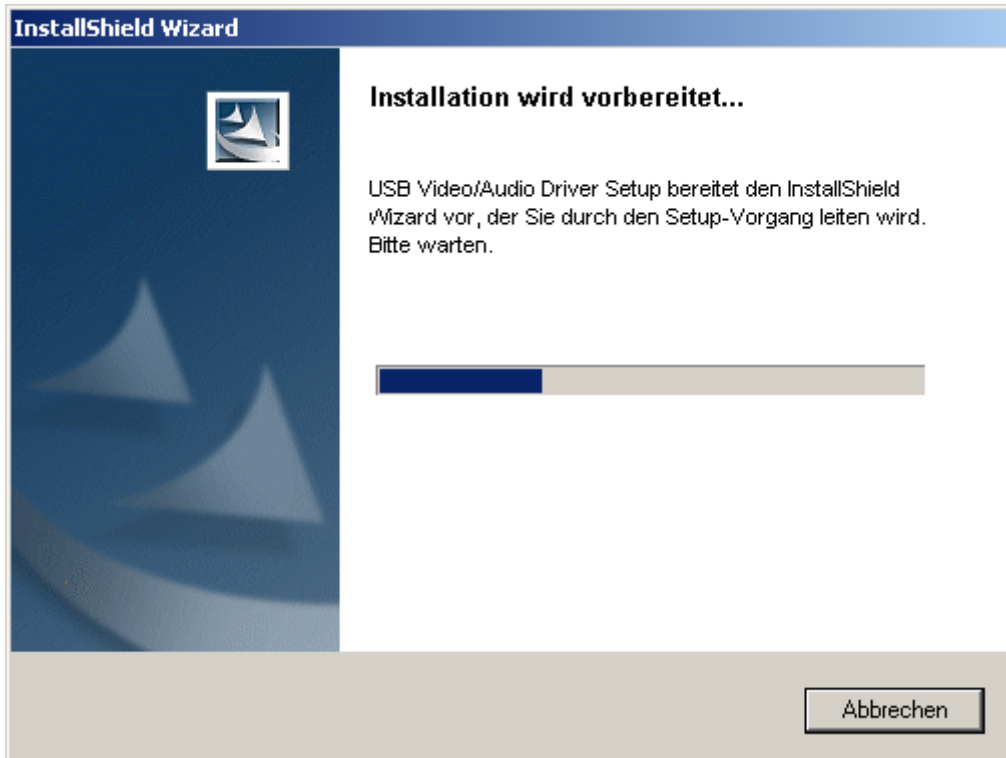 InstallShield Wizard
Installation wird vorbereitet...
USB Video/Audio Driver Setup bereitet den InstallShield
Wizard vor, der Sie durch den Setup-Vorgang leiten wird.
Bitte warten.
Abbrechen